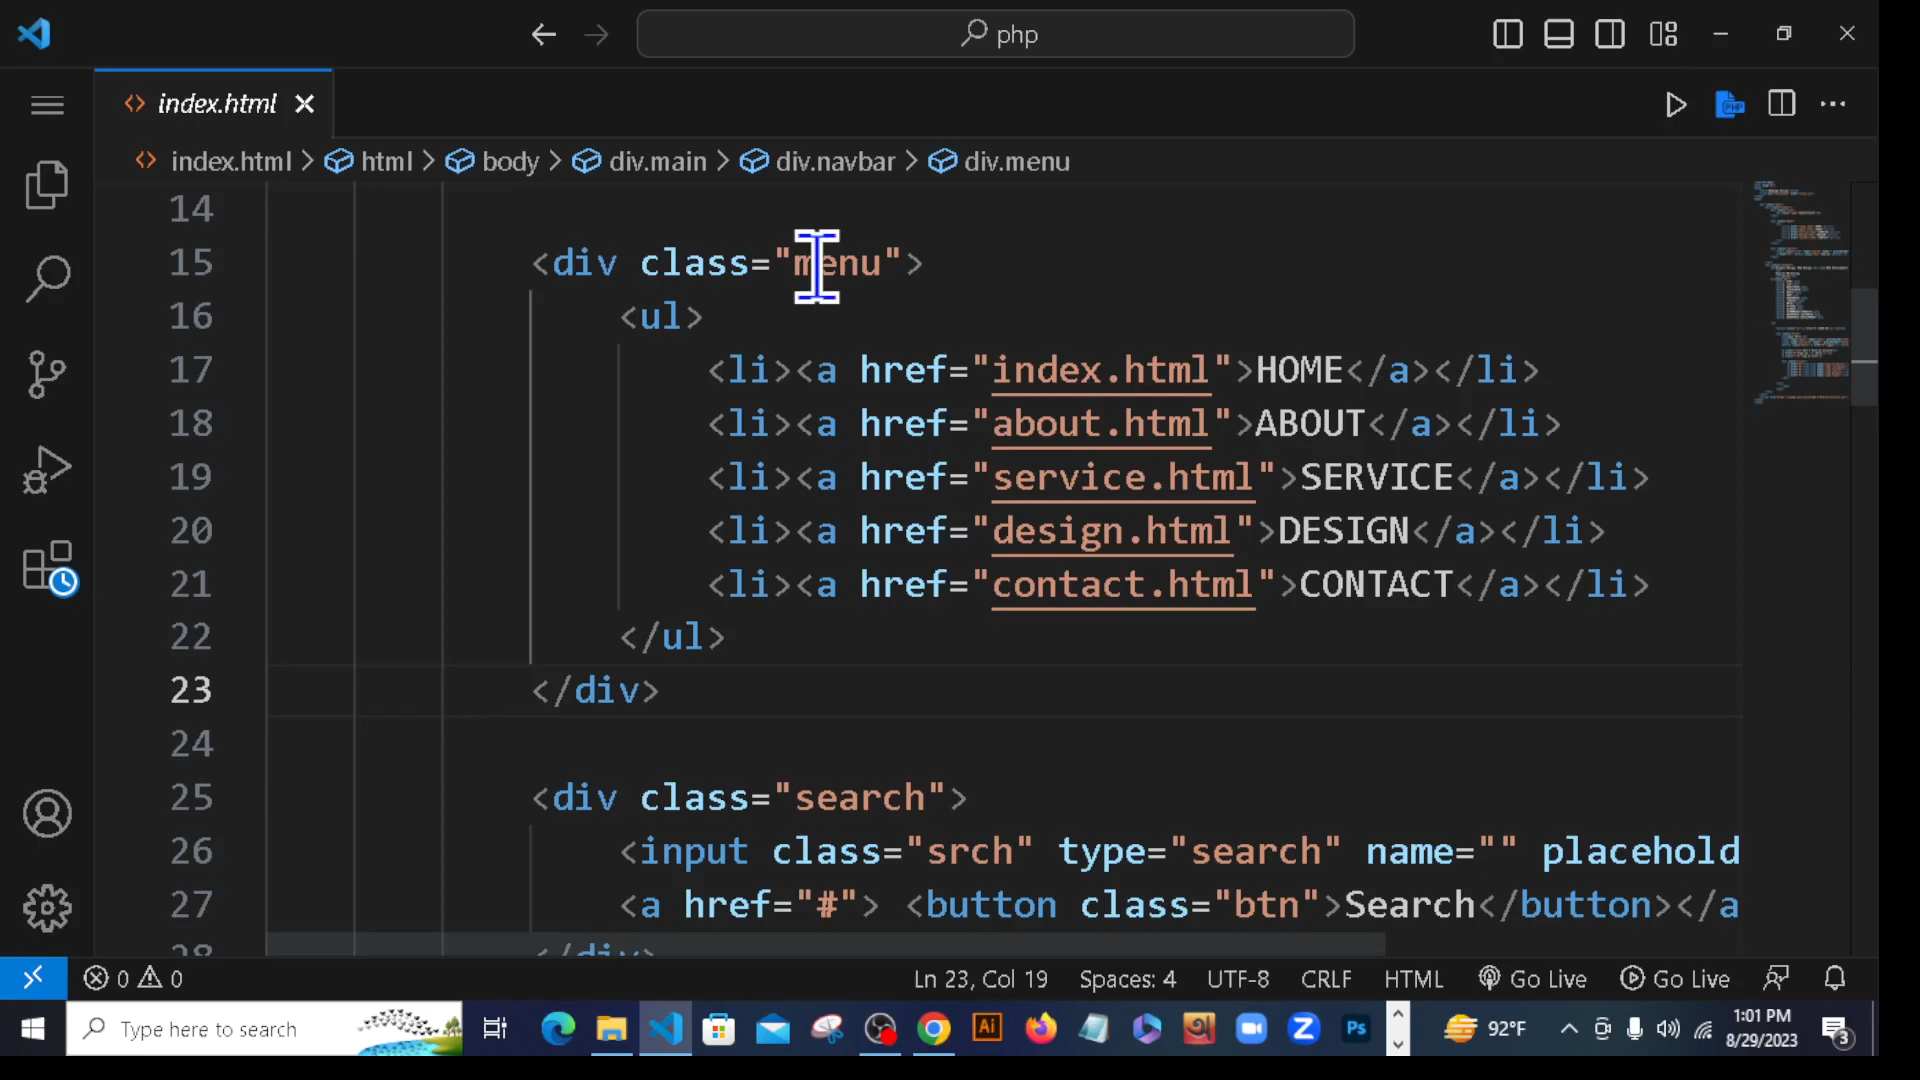 php
index.html
index.html > html > body > div.main > div.navbar > div.menu
14
15 <div class="menu">
16 <ul>
17 <li><a href="index.html">HOME</a></li>
18 <li><a href="about.html">ABOUT</a></li>
19 <li><a href="service.html">SERVICE</a></li>
20 <li><a href="design.html">DESIGN</a></li>
21 <li><a href="contact.html">CONTACT</a></li>
22 </ul>
23 </div>
24
25 <div class="search">
26 <input class="srch" type="search" name="" placehold
27 <a href="#"> <button class="btn">Search</button></a
28 </div>
0 0 Ln 23, Col 19 Spaces: 4 UTF-8 CRLF HTML Go Live Go Live
Type here to search Ai Z Ps 92°F 1:01 PM
8/29/2023 3